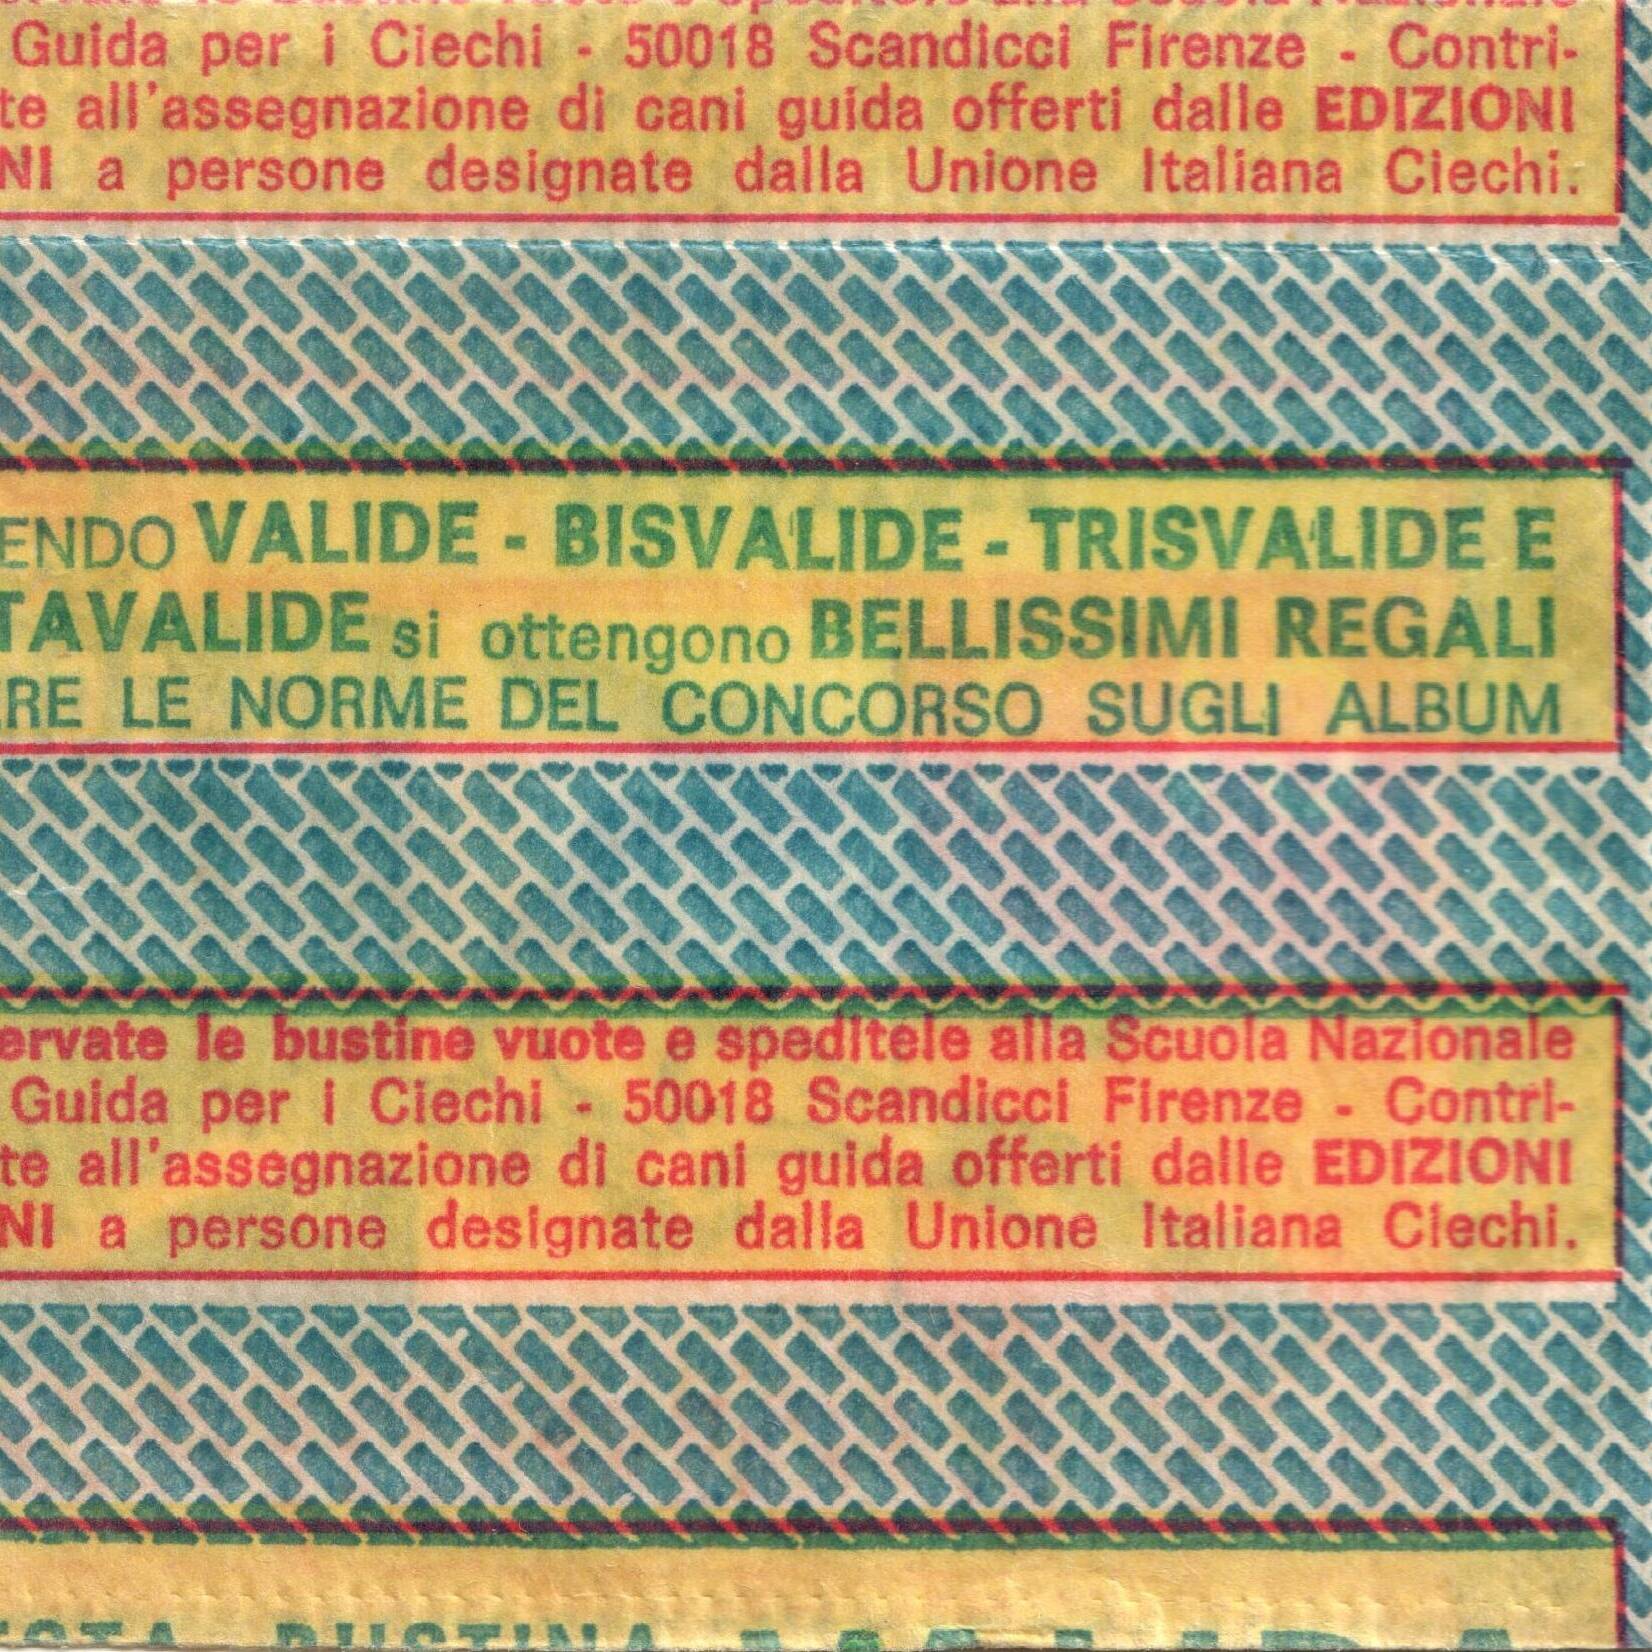 Guida per i Ciechi - 50018 Scandicci Firenze - Contri-
te all'assegnazione di cani guida offerti dalle EDIZIONI
NI a persone designate dalla Unione Italiana Ciechi.
ENDO VALIDE - BISVALIDE - TRISVALIDE E
TAVALIDE si ottengono BELLISSIMI REGALI
ERE LE NORME DEL CONCORSO SUGLI ALBUM
ervate le bustine vuote e speditele alla Scuola Nazionale
Guida per i Ciechi - 50018 Scandicci Firenze - Contri-
te all'assegnazione di cani guida offerti dalle EDIZIONI
NI a persone designate dalla Unione Italiana Ciechi.
BUSTINA